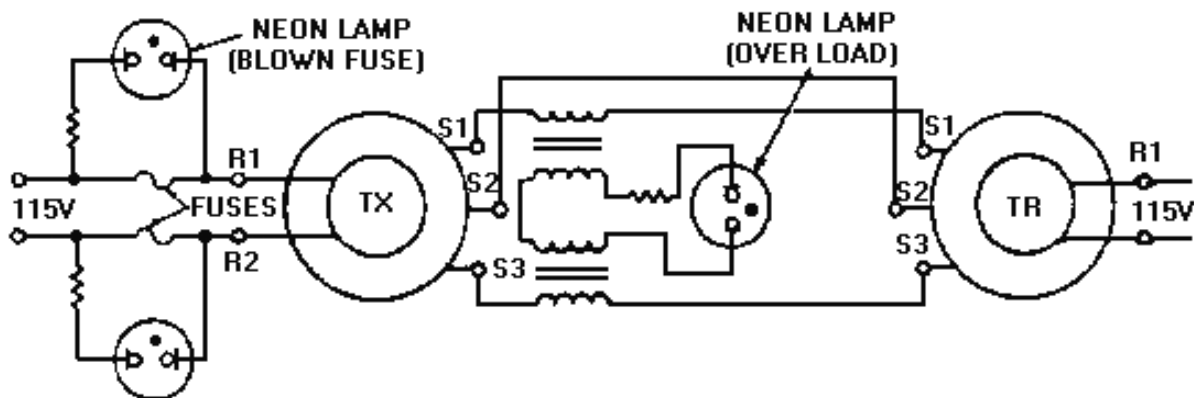 NEON LAMP
(BLOWN FUSE)
NEON LAMP
(OVER LOAD)
S1
S1
R1
R1
S2
S2
115V
FUSES
TX
TR
115V
R2
S3
S3